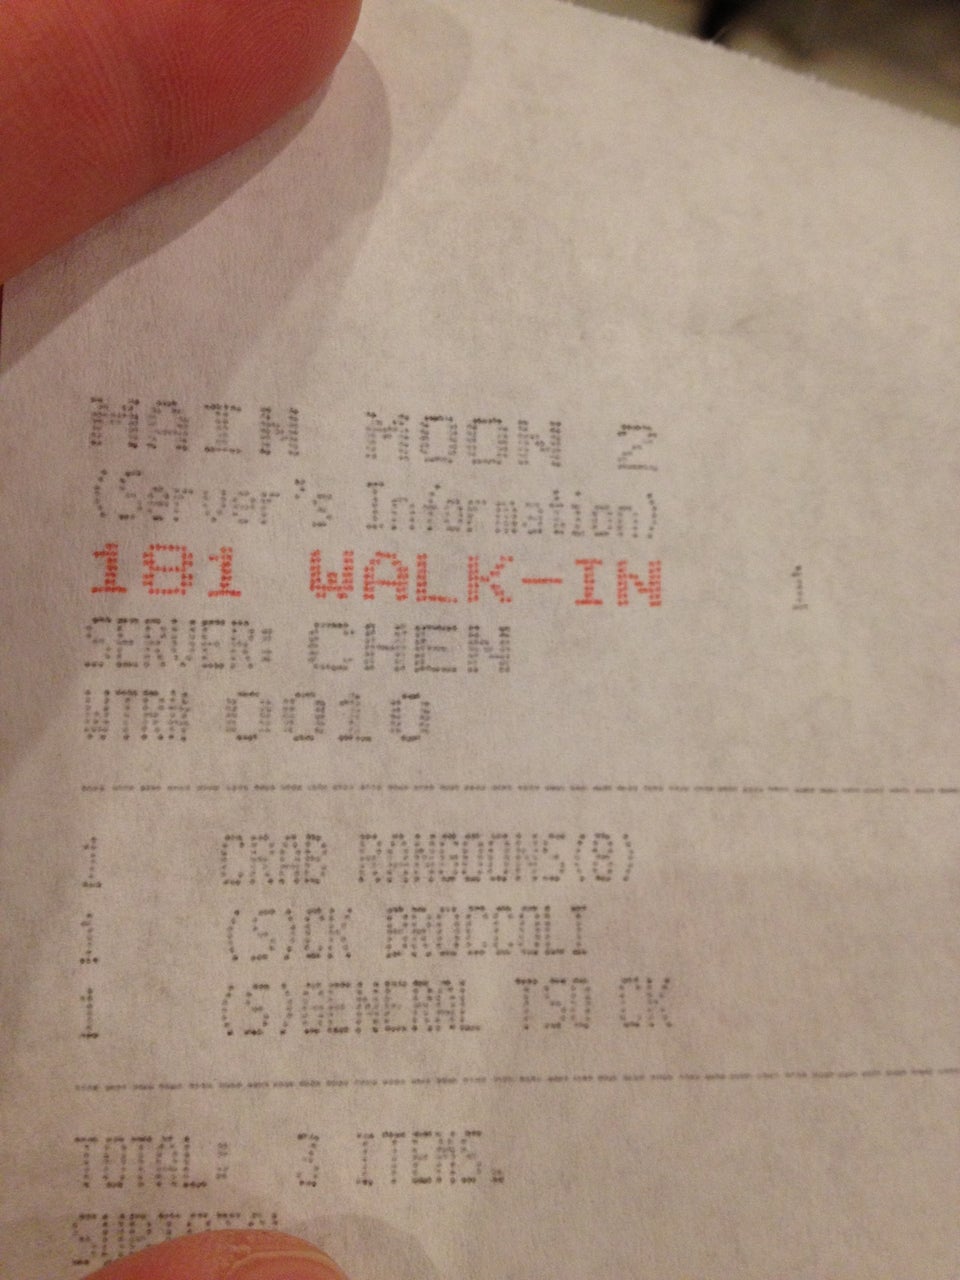 MAIN MOON 2
(Server's Information)
181 WALK-IN 1
SERVER: CHEN
0010
1 CRAB RANGOONS(8)
1 (S)CK BROCCOLI
1 (S)GENERAL TSO CK
TOTAL: 3 ITEMS.